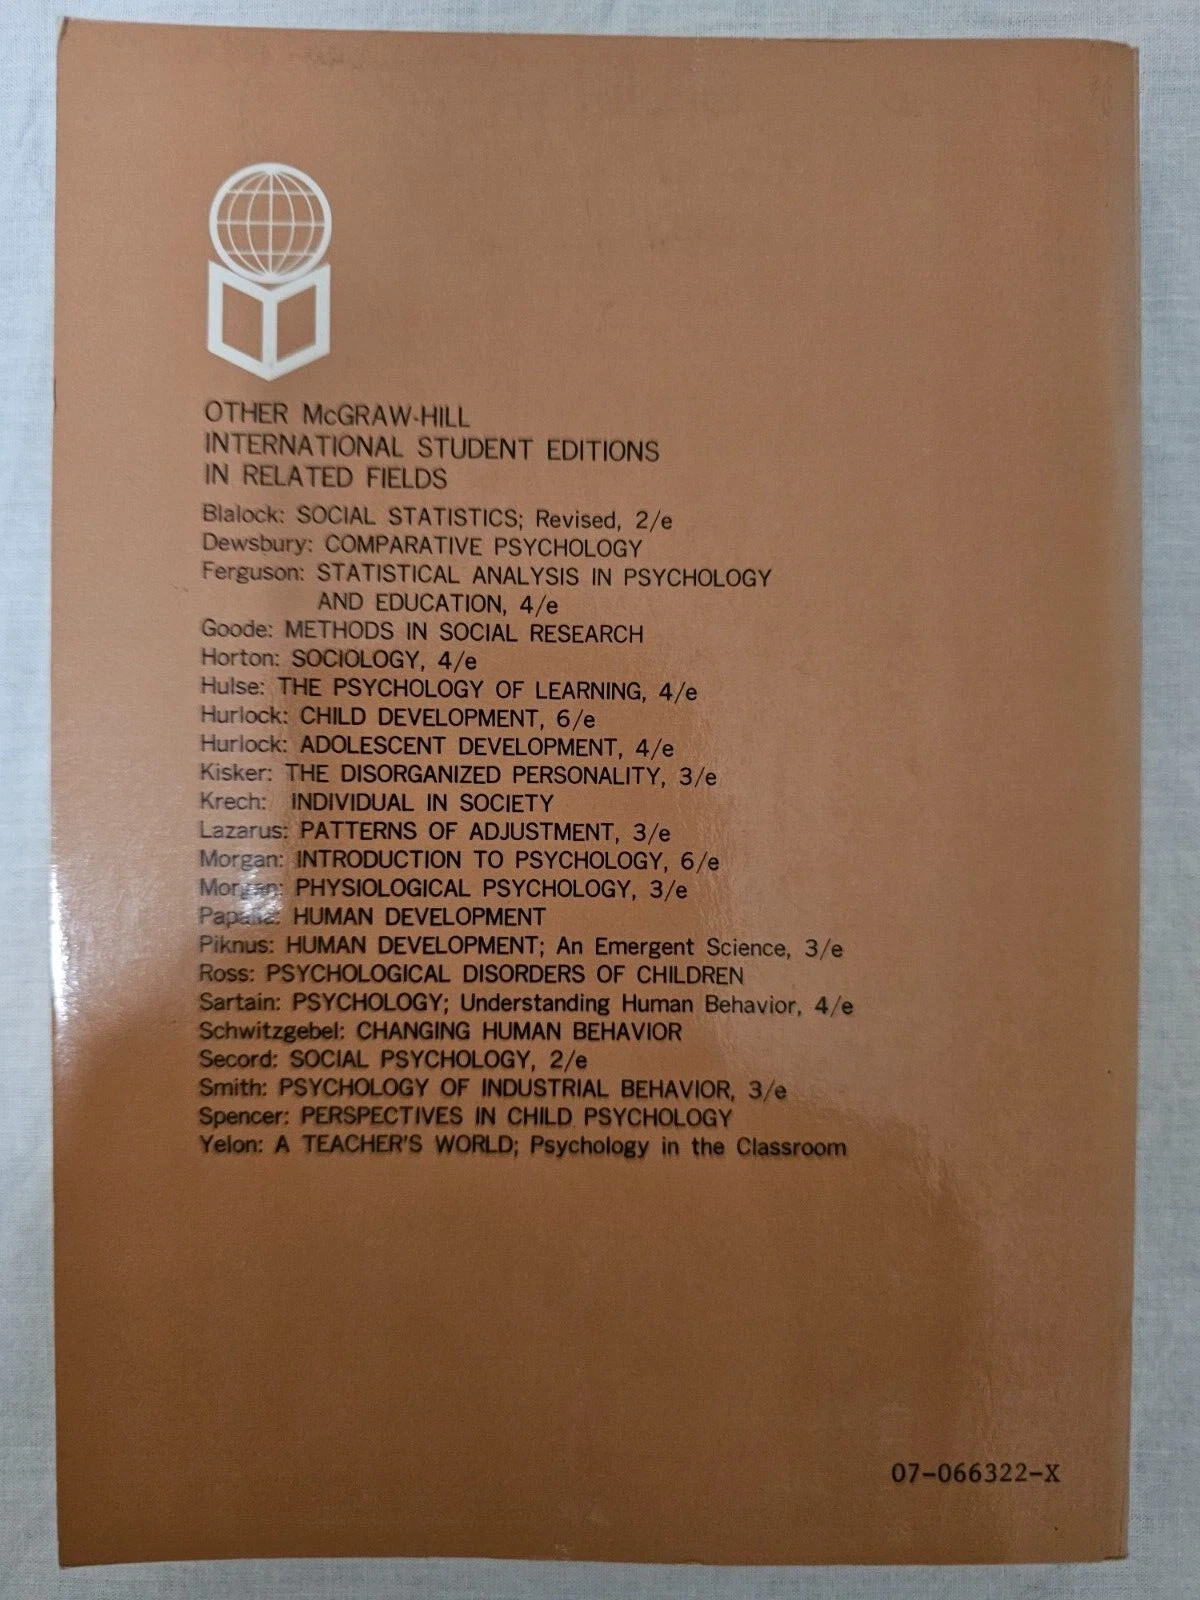 OTHER McGRAW-HILL
INTERNATIONAL STUDENT EDITIONS
IN RELATED FIELDS
Blalock: SOCIAL STATISTICS; Revised, 2/e
Dewsbury: COMPARATIVE PSYCHOLOGY
Ferguson: STATISTICAL ANALYSIS IN PSYCHOLOGY
AND EDUCATION, 4/e
Goode: METHODS IN SOCIAL RESEARCH
Horton: SOCIOLOGY, 4/e
Hulse: THE PSYCHOLOGY OF LEARNING, 4/e
Hurlock: CHILD DEVELOPMENT, 6/e
Hurlock: ADOLESCENT DEVELOPMENT, 4/e
Kisker: THE DISORGANIZED PERSONALITY, 3/e
Krech: INDIVIDUAL IN SOCIETY
Lazarus: PATTERNS OF ADJUSTMENT, 3/e
Morgan: INTRODUCTION TO PSYCHOLOGY, 6/e
Morgan: PHYSIOLOGICAL PSYCHOLOGY, 3/e
Papalia: HUMAN DEVELOPMENT
Piknus: HUMAN DEVELOPMENT; An Emergent Science, 3/e
Ross: PSYCHOLOGICAL DISORDERS OF CHILDREN
Sartain: PSYCHOLOGY; Understanding Human Behavior, 4/e
Schwitzgebel: CHANGING HUMAN BEHAVIOR
Secord: SOCIAL PSYCHOLOGY, 2/e
Smith: PSYCHOLOGY OF INDUSTRIAL BEHAVIOR, 3/e
Spencer: PERSPECTIVES IN CHILD PSYCHOLOGY
Yelon: A TEACHER'S WORLD; Psychology in the Classroom
07-066322-X